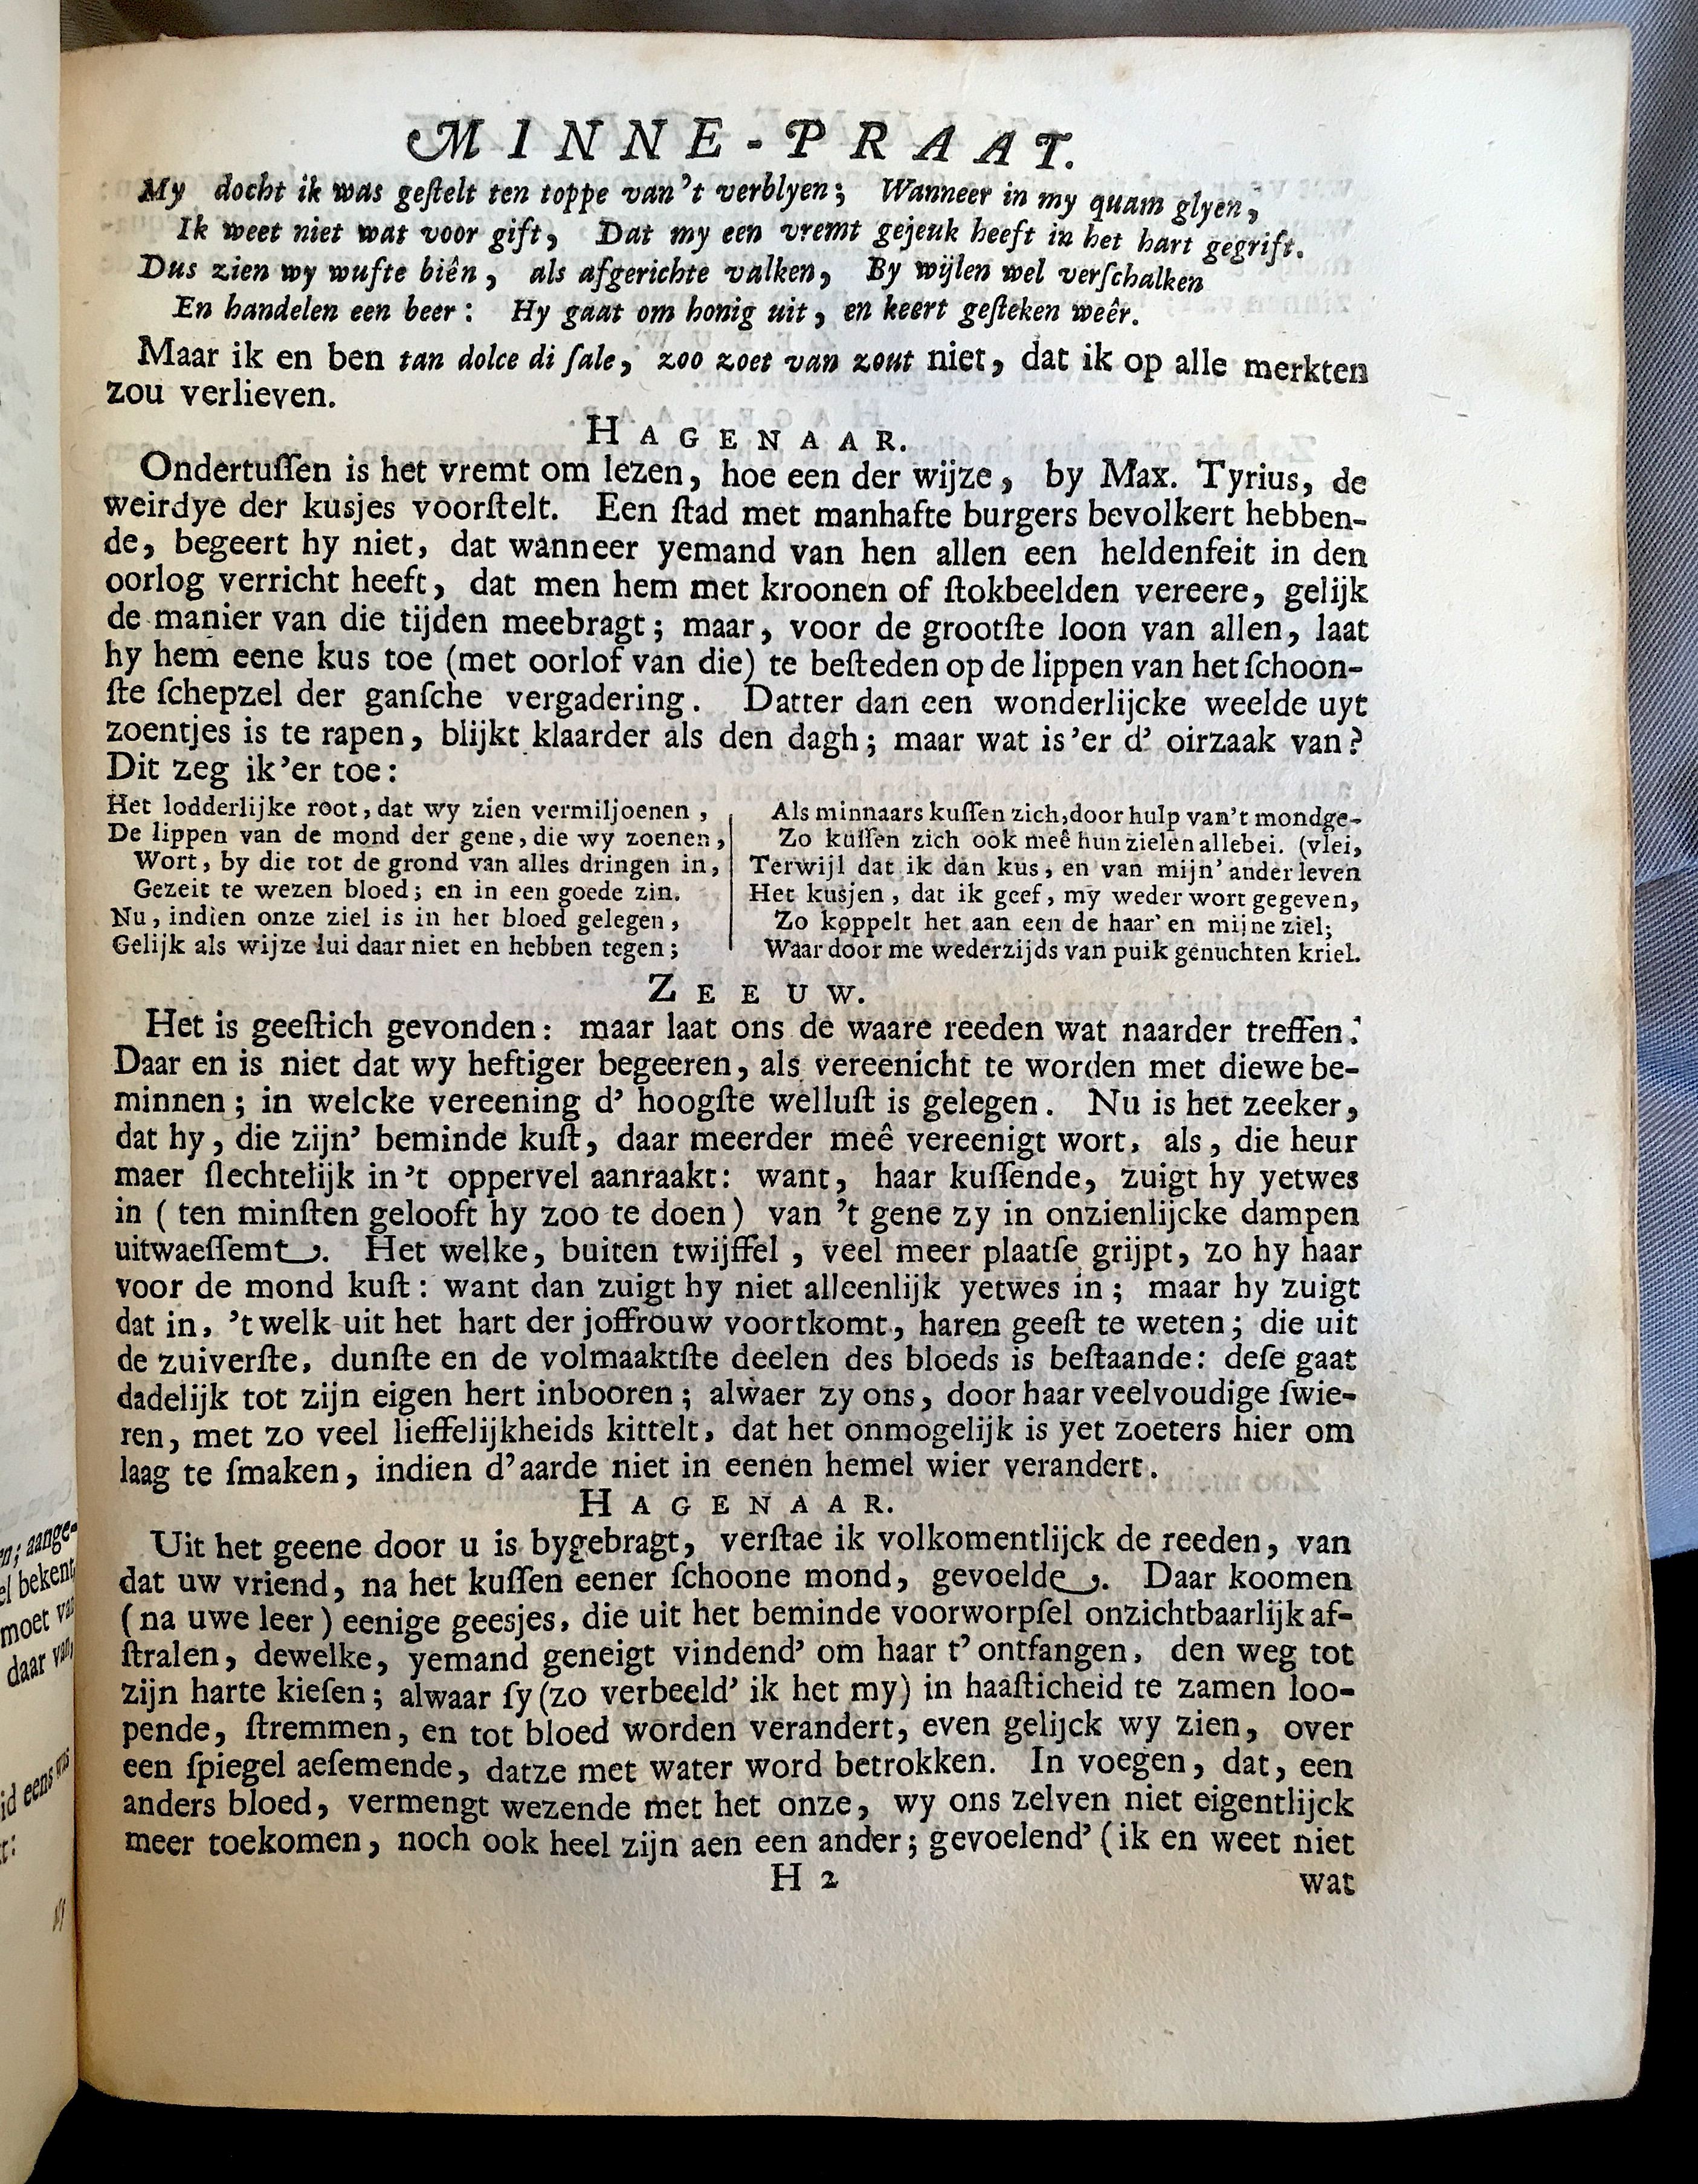 MINNE-PRAAT.
My docht ik was geſtelt ten toppe van't verblyen; Wanneer in my quam glyen,
Ik weet niet wat voor gift, Dat my een vremt gejeuk heeft in het hart gegrift.
Dus zien wy wufte biên, als afgerichte valken, By wijlen wel verſchalken
En handelen een beer: Hy gaat om honig uit, en keert geſteken weêr.
Maar ik en ben tan dolce di ſale, zoo zoet van zout niet, dat ik op alle merkten
zou verlieven.
HAGENAAR.
Ondertuſſen is het vremt om lezen, hoe een der wijze, by Max. Tyrius, de
weirdye der kusjes voorſtelt. Een ſtad met manhafte burgers bevolkert hebben-
de, begeert hy niet, dat wanneer yemand van hen allen een heldenfeit in den
oorlog verricht heeft, dat men hem met kroonen of ſtokbeelden vereere, gelijk
de manier van die tijden meebragt; maar, voor de grootſte loon van allen, laat
hy hem eene kus toe (met oorlof van die) te beſteden op de lippen van het ſchoon-
ſte ſchepzel der ganſche vergadering. Datter dan een wonderlijcke weelde uyt
zoentjes is te rapen, blijkt klaarder als den dagh; maar wat is'er d' oirzaak van?
Dit zeg ik'er toe:
Het lodderlijke root, dat wy zien vermiljoenen,
De lippen van de mond der gene, die wy zoenen,
Wort, by die tot de grond van alles dringen in,
Gezeit te wezen bloed; en in een goede zin.
Nu, indien onze ziel is in het bloed gelegen,
Gelijk als wijze lui daar niet en hebben tegen;
Als minnaars kuſſen zich, door hulp van't mondge-
Zo kuſſen zich ook meê hun zielen allebei. (vlei,
Terwijl dat ik dan kus, en van mijn' ander leven
Het kusjen, dat ik geef, my weder wort gegeven,
Zo koppelt het aan een de haar' en mijne ziel;
Waar door me wederzijds van puik genuchten kriel.
ZEEUW.
Het is geeſtich gevonden: maar laat ons de waare reeden wat naarder treffen.
Daar en is niet dat wy heftiger begeeren, als vereenicht te worden met diewe be-
minnen; in welcke vereening d' hoogſte welluſt is gelegen. Nu is het zeeker,
dat hy, die zijn' beminde kuſt, daar meerder meê vereenigt wort, als, die heur
maer ſlechtelijk in't oppervel aanraakt: want, haar kuſſende, zuigt hy yetwes
in (ten minſten gelooft hy zoo te doen) van 't gene zy in onzienlijcke dampen
uitwaeſſemt. Het welke, buiten twijffel, veel meer plaatſe grijpt, zo hy haar
voor de mond kuſt: want dan zuigt hy niet alleenlijk yetwes in; maar hy zuigt
dat in, 't welk uit het hart der joffrouw voortkomt, haren geeſt te weten; die uit
de zuiverſte, dunſte en de volmaaktſte deelen des bloeds is beſtaande: deſe gaat
dadelijk tot zijn eigen hert inbooren; alwaer zy ons, door haar veelvoudige ſwie-
ren, met zo veel lieffelijkheids kittelt, dat het onmogelijk is yet zoeters hier om
laag te ſmaken, indien d'aarde niet in eenen hemel wier verandert.
HAGENAAR.
Uit het geene door u is bygebragt, verſtae ik volkomentlijck de reeden, van
dat uw vriend, na het kuſſen eener ſchoone mond, gevoelde. Daar koomen
(na uwe leer) eenige geesjes, die uit het beminde voorworpſel onzichtbaarlijk af-
ſtralen, dewelke, yemand geneigt vindend' om haar t' ontfangen, den weg tot
zijn harte kieſen; alwaar ſy (zo verbeeld' ik het my) in haaſticheid te zamen loo-
pende, ſtremmen, en tot bloed worden verandert, even gelijck wy zien, over
een ſpiegel aeſemende, datze met water word betrokken. In voegen, dat, een
anders bloed, vermengt wezende met het onze, wy ons zelven niet eigentlijck
meer toekomen, noch ook heel zijn aen een ander; gevoelend' (ik en weet niet
H 2
wat
aange-
bekent
moet van
daar van,
id eens was